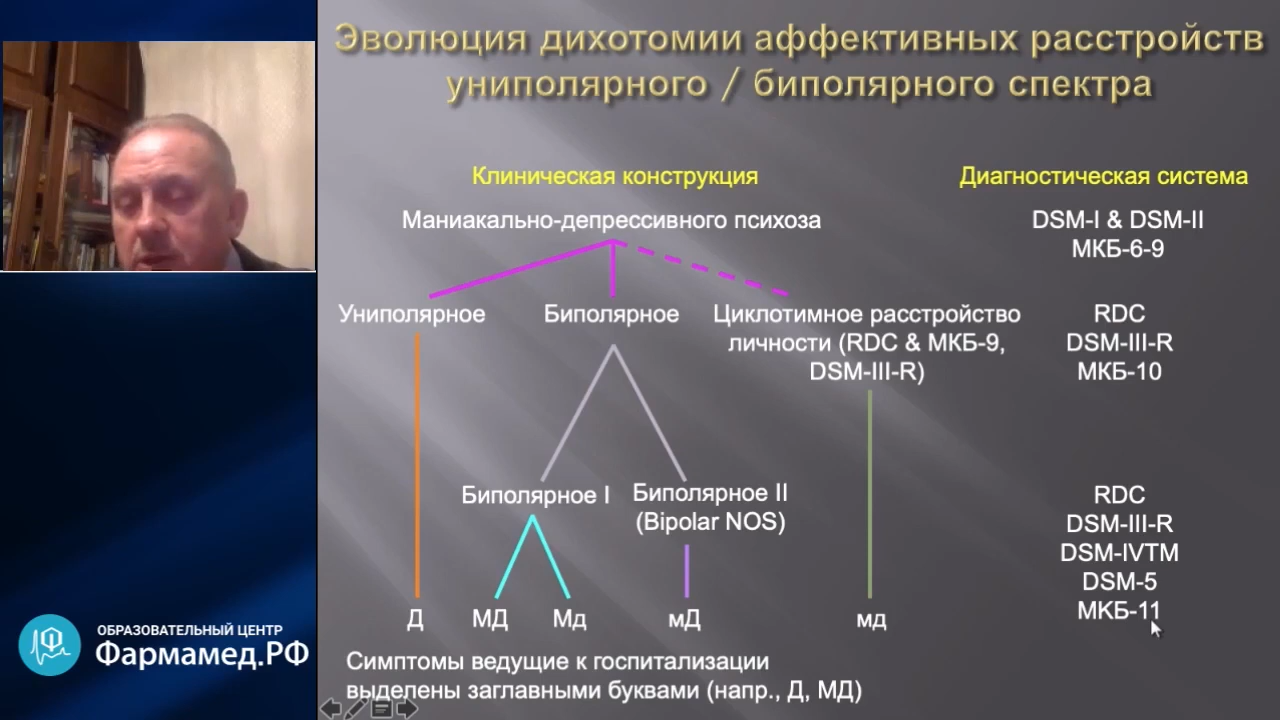 Эволюция дихотомии аффективных расстройств
униполярного / биполярного спектра
Клиническая конструкция
Диагностическая система
Маниакально-депрессивного психоза
DSM-I & DSM-II
МКБ-6-9
Униполярное
Биполярное
Циклотимное расстройство
личности (RDC & МКБ-9,
DSM-III-R)
RDC
DSM-III-R
МКБ-10
Биполярное I
Биполярное II
(Bipolar NOS)
RDC
DSM-III-R
DSM-IVTM
DSM-5
МКБ-11
Д
МД
Мд
мД
мд
Симптомы ведущие к госпитализации
выделены заглавными буквами (напр., Д, МД)
ОБРАЗОВАТЕЛЬНЫЙ ЦЕНТР
Фармамед.РФ